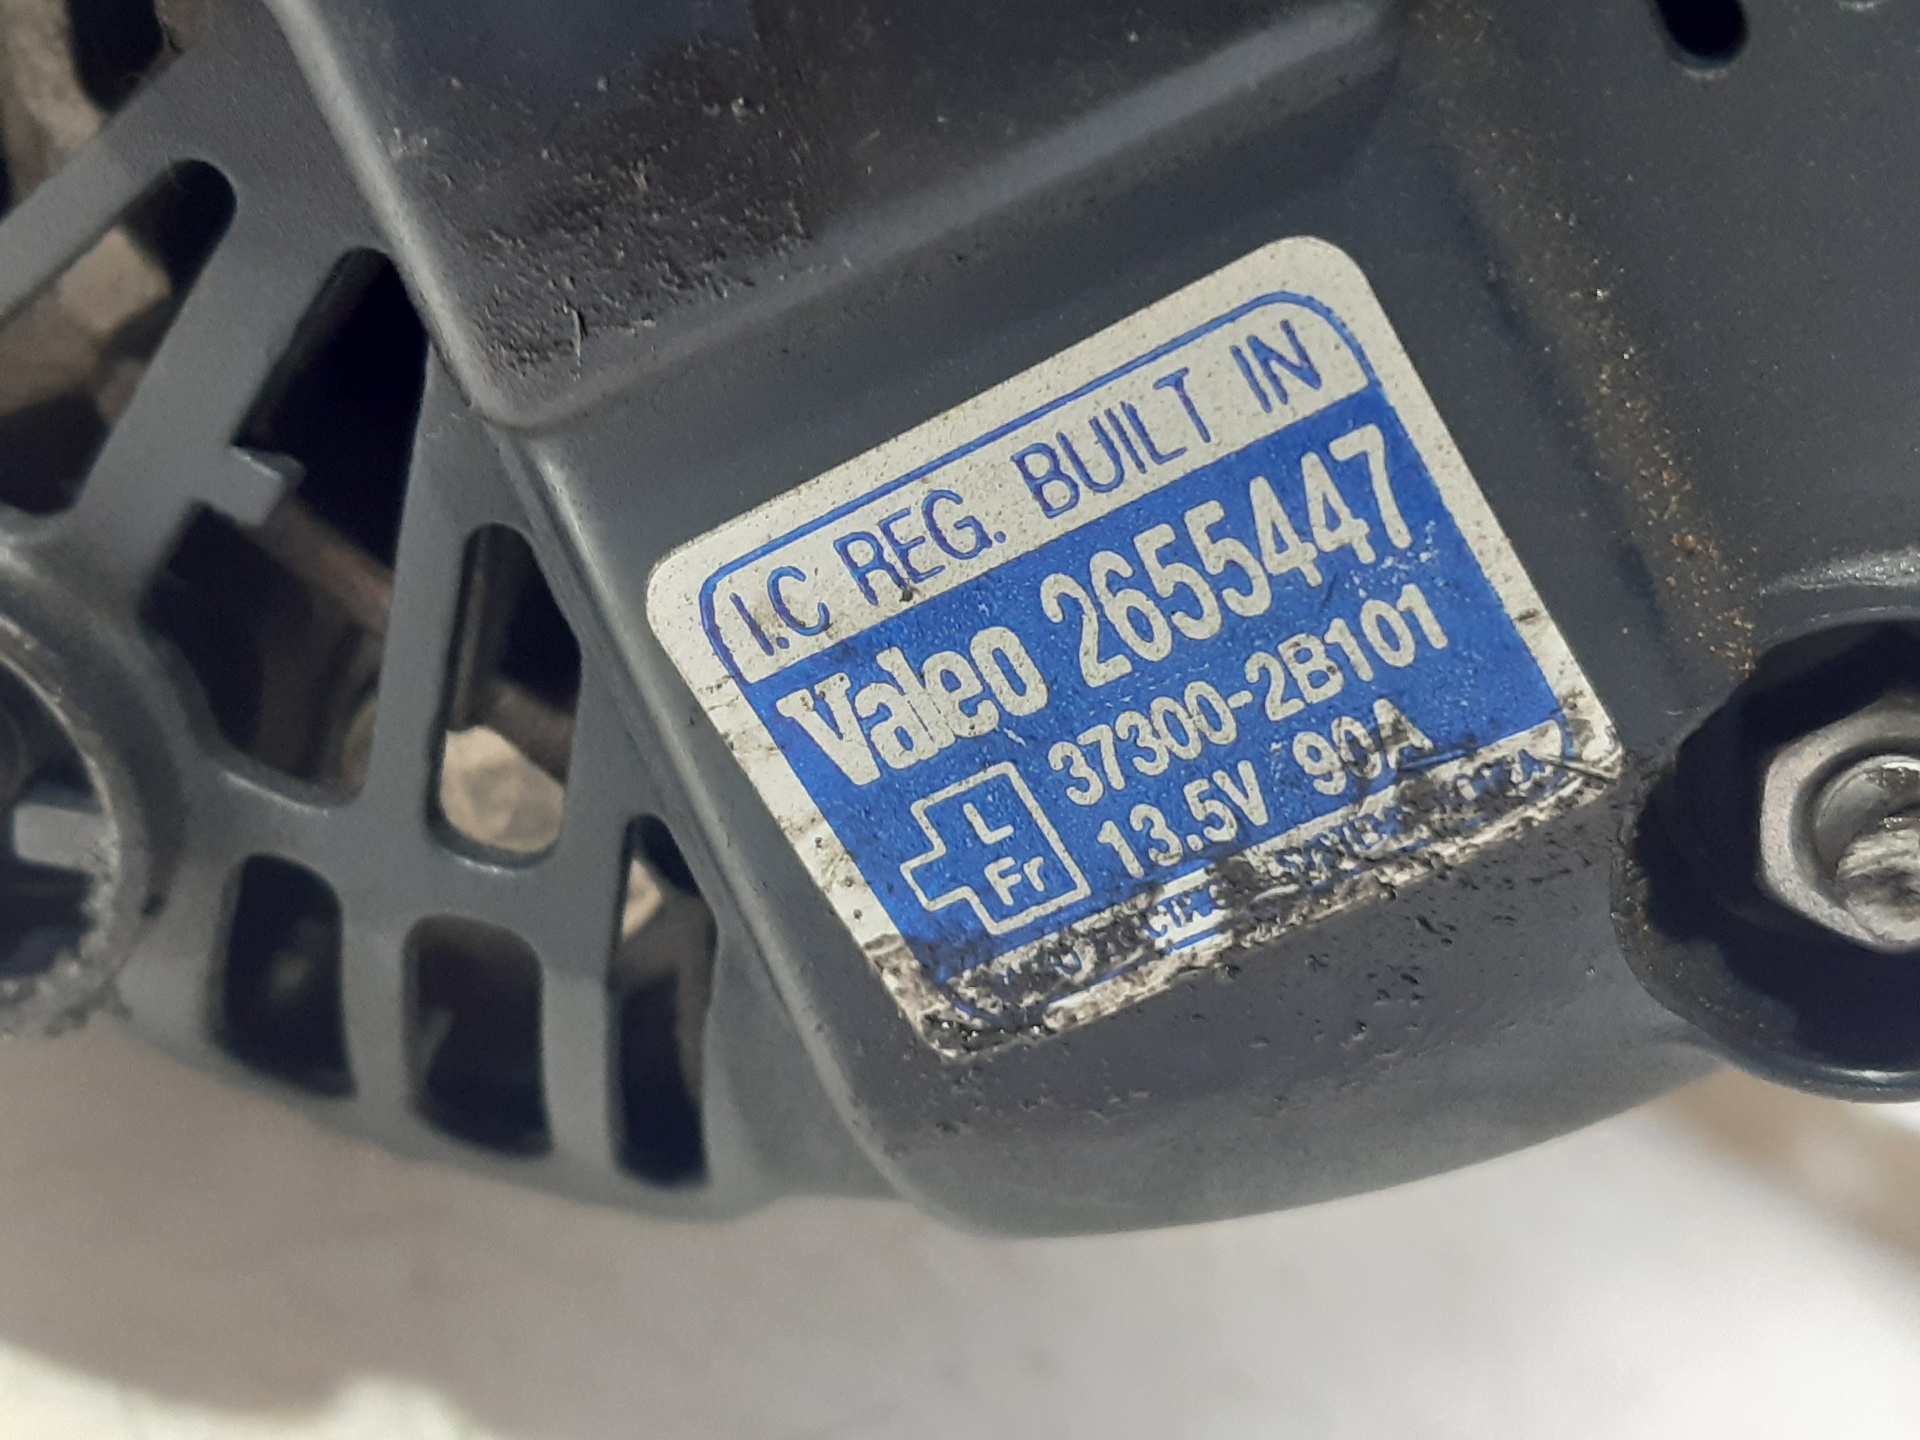 I.C REG. BUILT IN
Valeo 2655447
37300-2B101
L
Fr
13.5V 90A